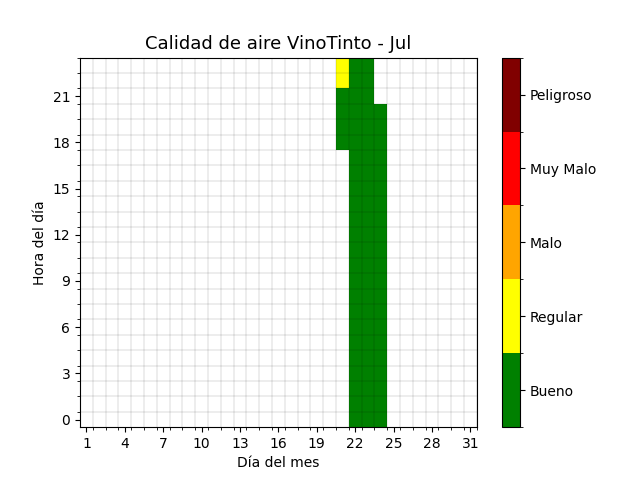 Calidad de aire VinoTinto - Jul
Hora del día
21
18
15
12
9
6
3
0
1 4 7 10 13 16 19 22 25 28 31
Día del mes
Peligroso
Muy Malo
Malo
Regular
Bueno